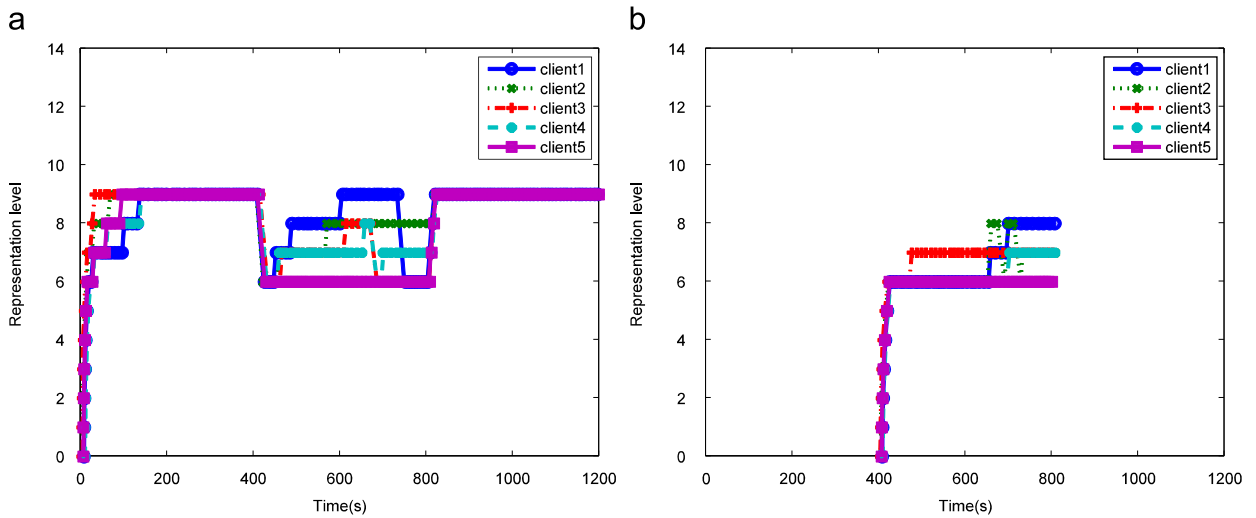 a
14
12
10
8
6
4
2
0
Representation level
0
200
400
600
800
1000
1200
Time(s)
client1
client2
client3
client4
client5
b
14
12
10
8
6
4
2
0
Representation level
0
200
400
600
800
1000
1200
Time(s)
client1
client2
client3
client4
client5